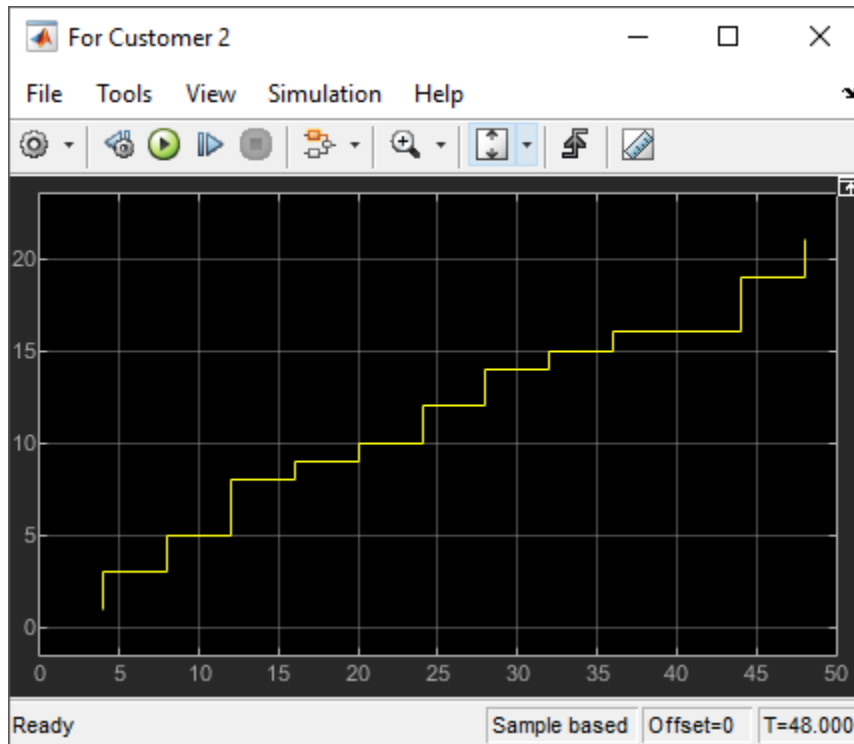 For Customer 2
File Tools View Simulation Help
20
15
10
5
0
0 5 10 15 20 25 30 35 40 45 50
Ready Sample based Offset=0 T=48.000